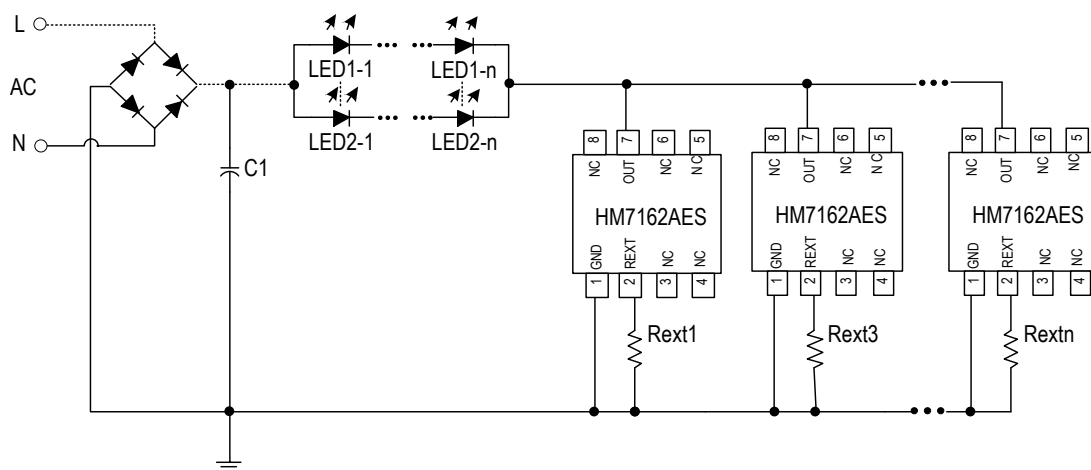 L
AC
N
C1
LED1-1
LED1-n
LED2-1
LED2-n
8 7 6 5
NC OUT NC NC
HM7162AES
GND REXT NC NC
1 2 3 4
Rext1
8 7 6 5
NC OUT NC NC
HM7162AES
GND REXT NC NC
1 2 3 4
Rext3
8 7 6 5
NC OUT NC NC
HM7162AES
GND REXT NC NC
1 2 3 4
Rextn